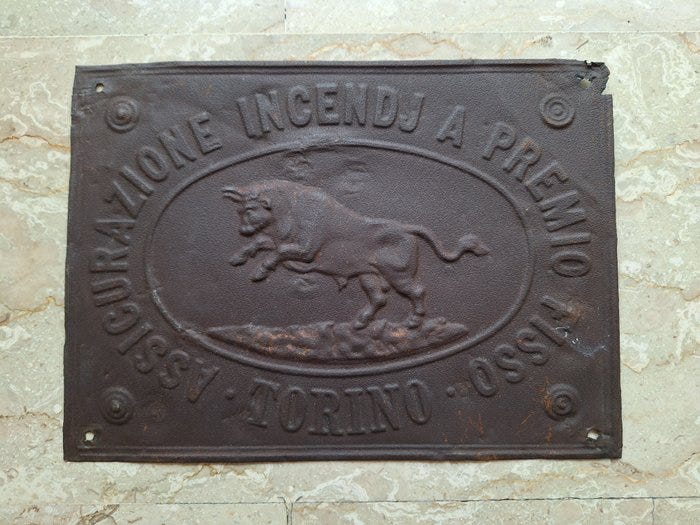 ASSICURAZIONE INCENDJ A PREMIO FISSO
· TORINO ·